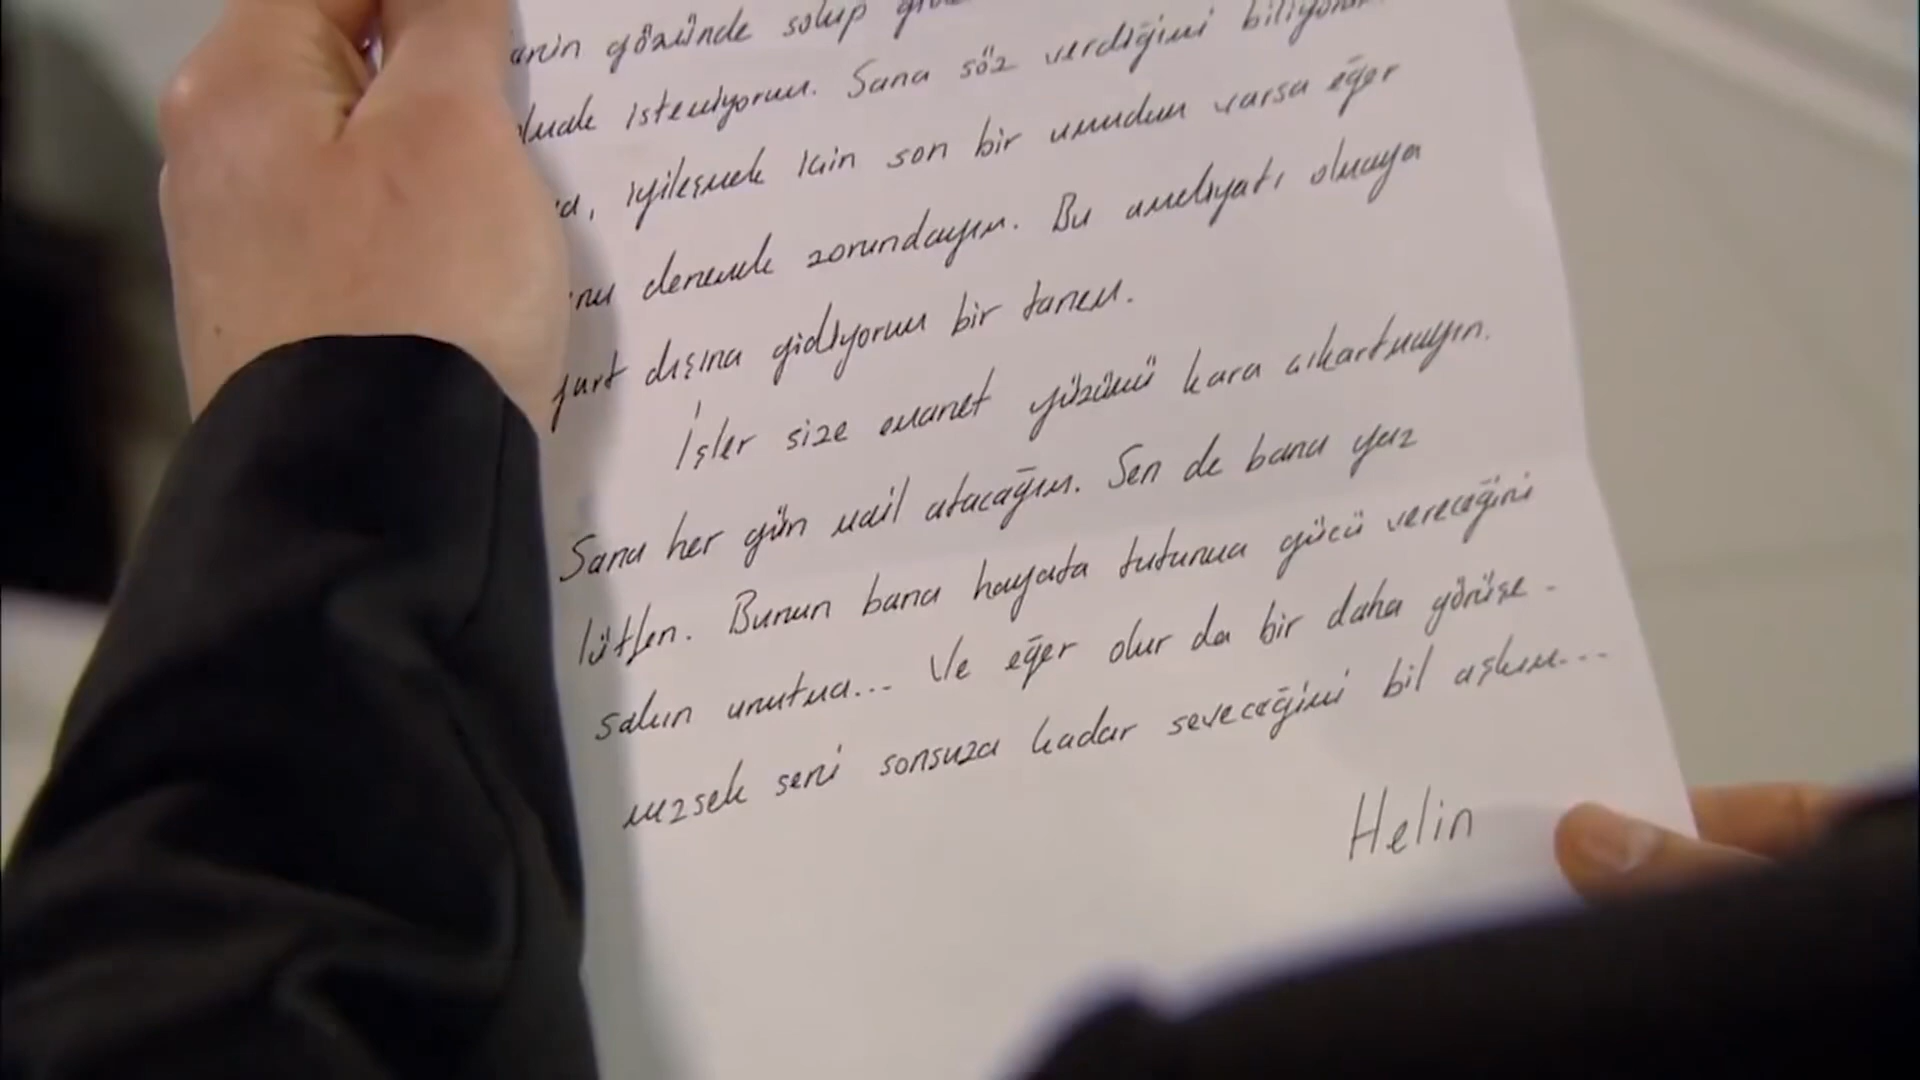 gözünde solup
istemiyorum. Sana söz verdiğimi biliyorum
, iyileşmek için son bir umudum varsa eğer
denemek zorundayım. Bu ameliyatı olmaya
yurt dışına gidiyorum bir tanem.
İşler size emanet yüzümü kara çıkartmayın.
Sana her gün mail atacağım. Sen de bana yaz
lütfen. Bunun bana hayata tutunma gücü vereceğini
sakın unutma... Ve eğer olur da bir daha görüşe-
mezsek seni sonsuza kadar seveceğimi bil aşkım...
Helin